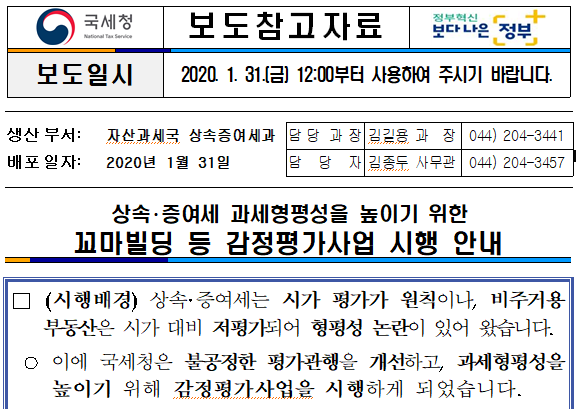 국세청
National Tax Service
보도참고자료
정부혁신
보다나은 정부
보도일시
2020. 1. 31.(금) 12:00부터 사용하여 주시기 바랍니다.
생산 부서: 자산과세국 상속증여세과 담당 과장 김길용 과 장 044) 204-3441
배포 일자: 2020년 1월 31일 담 당 자 김종두 사무관 044) 204-3457
상속·증여세 과세형평성을 높이기 위한
꼬마빌딩 등 감정평가사업 시행 안내
□ (시행배경) 상속·증여세는 시가 평가가 원칙이나, 비주거용
부동산은 시가 대비 저평가되어 형평성 논란이 있어 왔습니다.
○ 이에 국세청은 불공정한 평가관행을 개선하고, 과세형평성을
높이기 위해 감정평가사업을 시행하게 되었습니다.